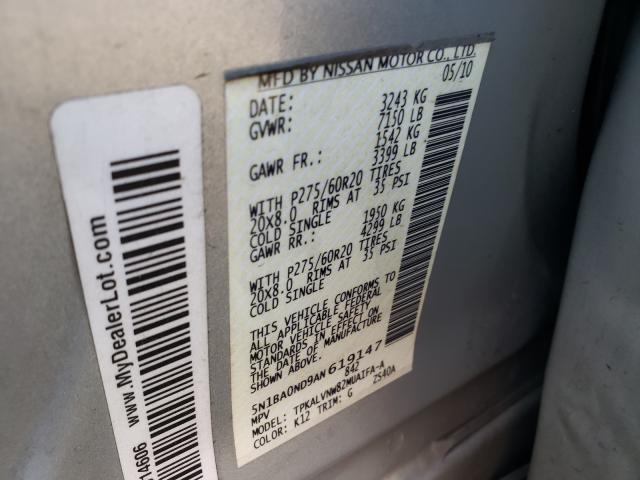 MFD BY NISSAN MOTOR CO., LTD.
DATE: 05/10
GVWR: 3243 KG
7150 LB
GAWR FR.: 1542 KG
3399 LB
WITH P275/60R20 TIRES
20X8.0 RIMS AT 35 PSI
COLD SINGLE
GAWR RR.: 1950 KG
4299 LB
WITH P275/60R20 TIRES
20X8.0 RIMS AT 35 PSI
COLD SINGLE
THIS VEHICLE CONFORMS TO
ALL APPLICABLE FEDERAL
MOTOR VEHICLE SAFETY
STANDARDS IN EFFECT ON
DATE OF MANUFACTURE
SHOWN ABOVE.
5N1BA0ND9AN619147
MPV 842
MODEL: TPKALVNW82MUAIFA-A
COLOR: K12 TRIM: G 2S40A
www.MyDealerLot.com
14606